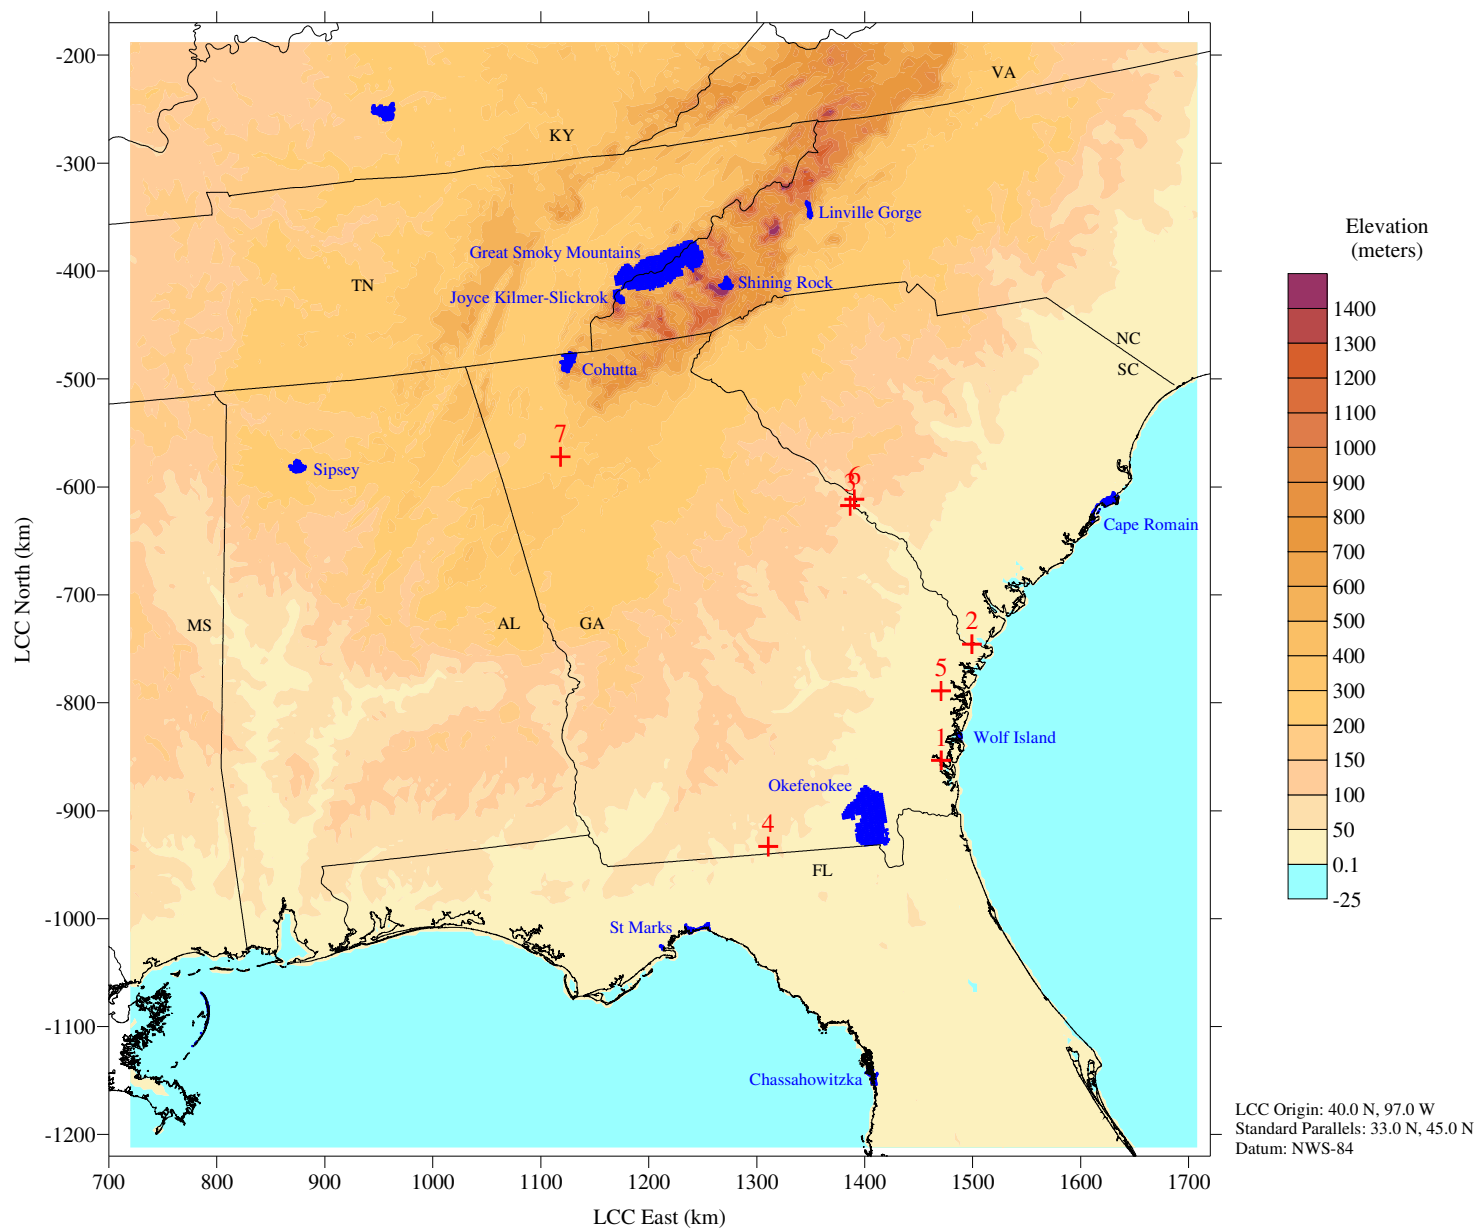 -200
-300
-400
-500
-600
-700
-800
-900
-1000
-1100
-1200
LCC North (km)
700
800
900
1000
1100
1200
1300
1400
1500
1600
1700
LCC East (km)
VA
KY
Linville Gorge
Great Smoky Mountains
TN
Shining Rock
Joyce Kilmer-Slickrok
NC
SC
Cohutta
7
Sipsey
6
3
Cape Romain
MS
AL
GA
2
5
1
Wolf Island
Okefenokee
4
FL
St Marks
Chassahowitzka
Elevation
(meters)
1400
1300
1200
1100
1000
900
800
700
600
500
400
300
200
150
100
50
0.1
-25
LCC Origin: 40.0 N, 97.0 W
Standard Parallels: 33.0 N, 45.0 N
Datum: NWS-84